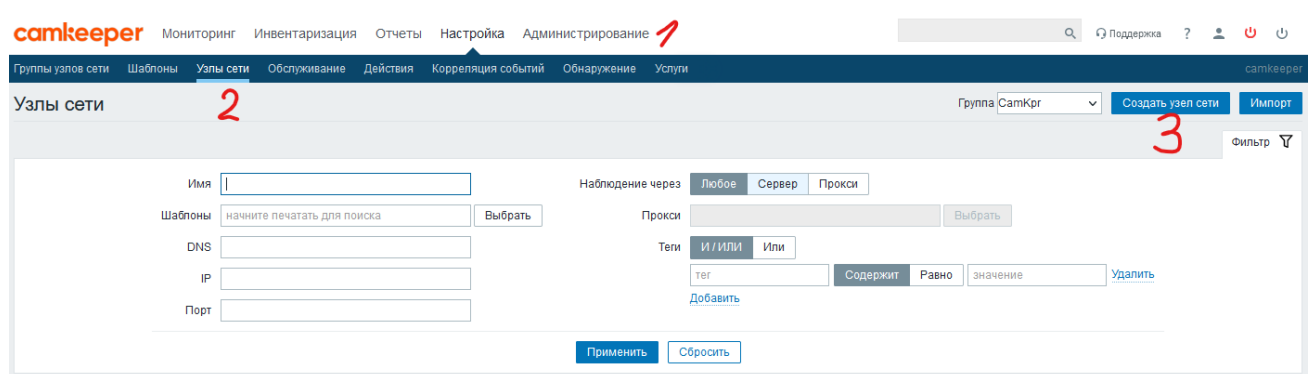 camkeeper Мониторинг Инвентаризация Отчеты Настройка Администрирование 1 Поддержка ?
Группы узлов сети Шаблоны Узлы сети Обслуживание Действия Корреляция событий Обнаружение Услуги camkeeper
Узлы сети 2 Группа CamKpr Создать узел сети Импорт
3 Фильтр
Имя Наблюдение через Любое Сервер Прокси
Шаблоны начните печатать для поиска Выбрать Прокси Выбрать
DNS Теги И / ИЛИ Или
IP тег Содержит Равно значение Удалить
Добавить
Порт
Применить Сбросить